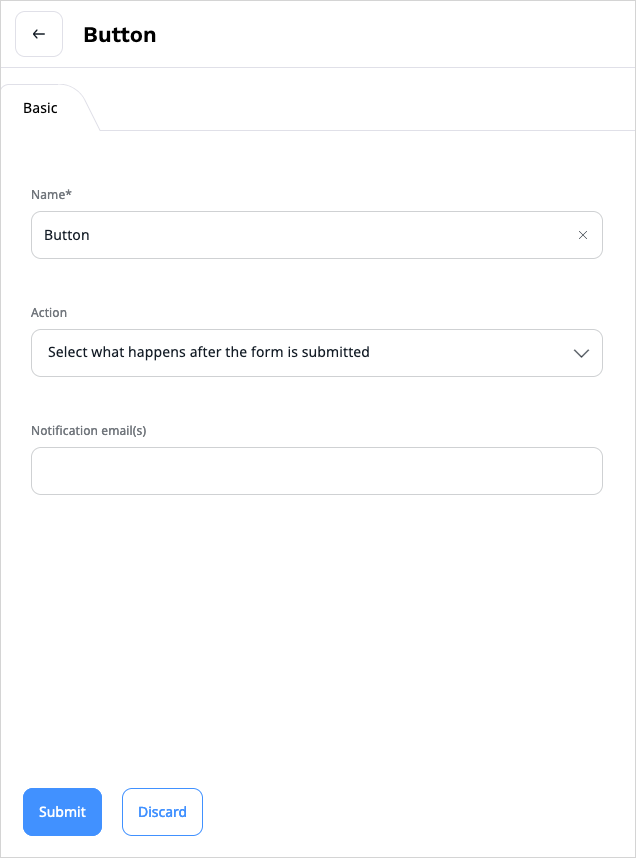 Button
Basic
Name*
Button
Action
Select what happens after the form is submitted
Notification email(s)
Submit
Discard